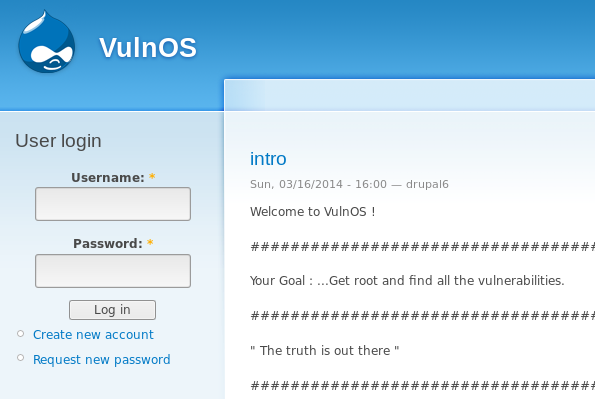 VulnOS
User login
Username: *
Password: *
Log in
Create new account
Request new password
intro
Sun, 03/16/2014 - 16:00 — drupal6
Welcome to VulnOS !
###################################
Your Goal : ...Get root and find all the vulnerabilities.
###################################
" The truth is out there "
###################################